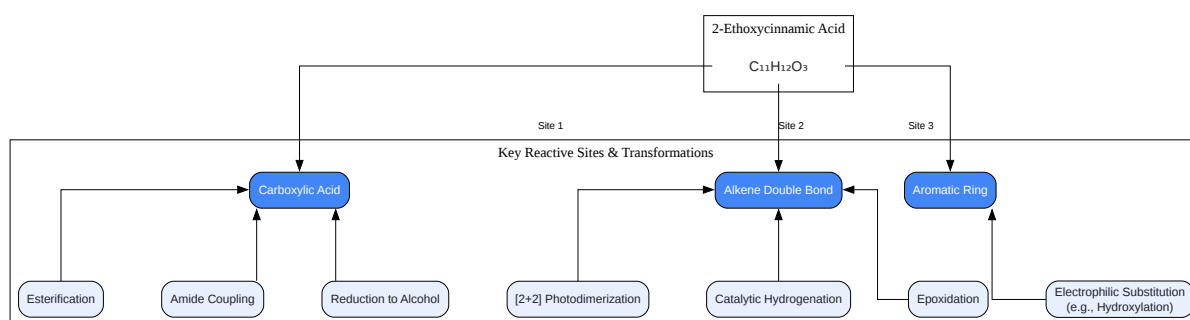 2-Ethoxycinnamic Acid
C₁₁H₁₂O₃
Site 1
Site 2
Site 3
Key Reactive Sites & Transformations
Carboxylic Acid
Alkene Double Bond
Aromatic Ring
Esterification
Amide Coupling
Reduction to Alcohol
[2+2] Photodimerization
Catalytic Hydrogenation
Epoxidation
Electrophilic Substitution
(e.g., Hydroxylation)